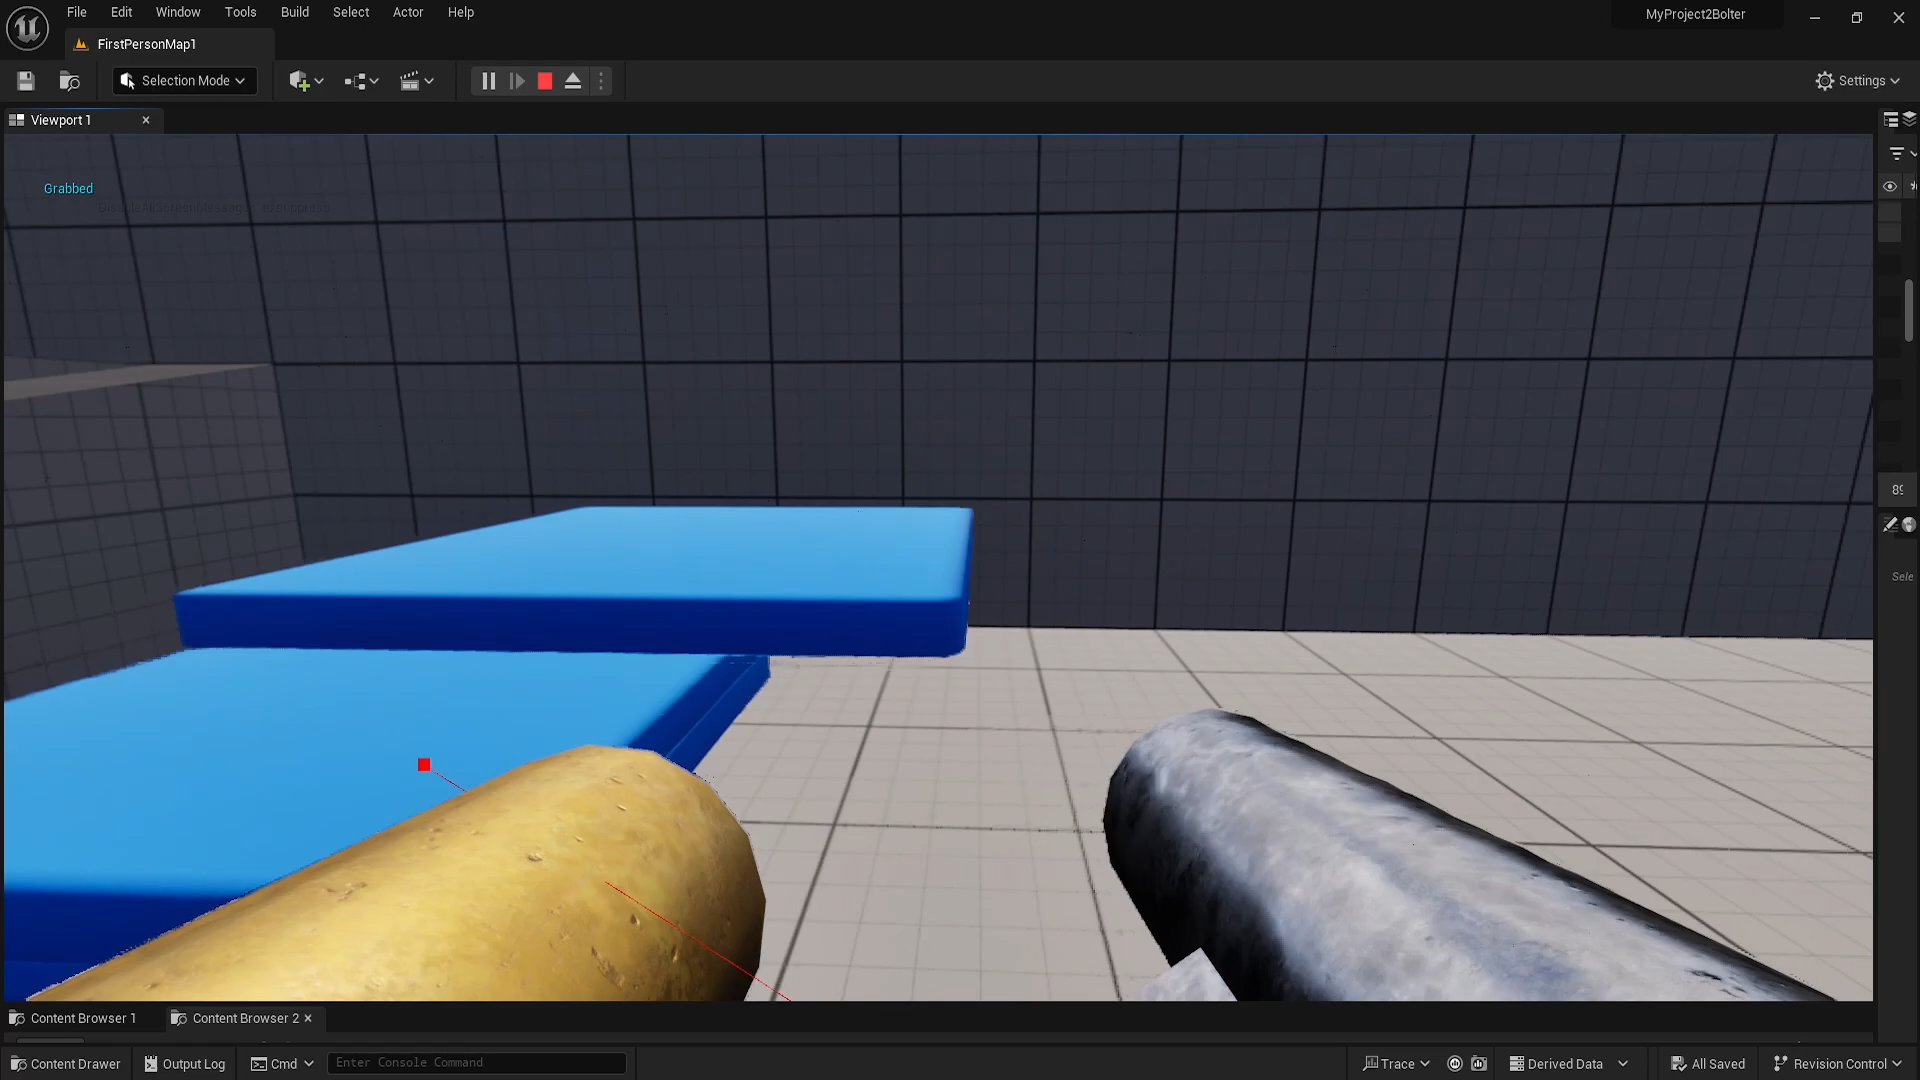 File Edit Window Tools Build Select Actor Help
MyProject2Bolter
FirstPersonMap1
Selection Mode
Settings
Viewport 1
Grabbed
Sele
Content Browser 1
Content Browser 2
Content Drawer
Output Log
Cmd
Enter Console Command
Trace
Derived Data
All Saved
Revision Control